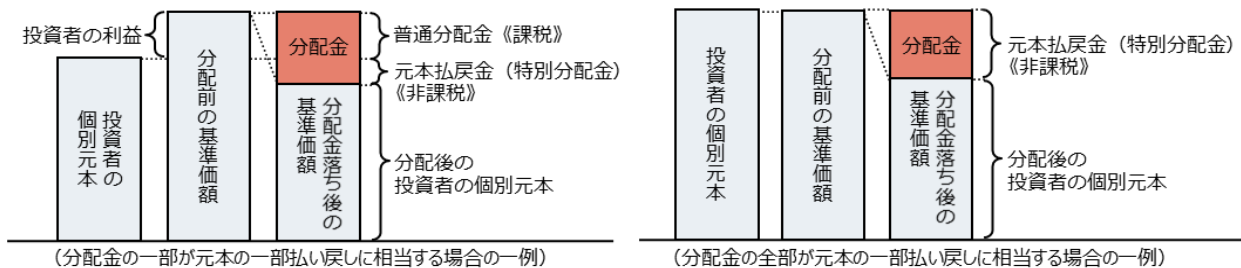 投資者の利益
投資者の
個別元本
分配前の基準価額
分配金
分配金落ち後の
基準価額
普通分配金《課税》
元本払戻金（特別分配金）
《非課税》
分配後の
投資者の個別元本
（分配金の一部が元本の一部払い戻しに相当する場合の一例）
投資者の個別元本
分配前の基準価額
分配金
分配金落ち後の
基準価額
元本払戻金（特別分配金）
《非課税》
分配後の
投資者の個別元本
（分配金の全部が元本の一部払い戻しに相当する場合の一例）